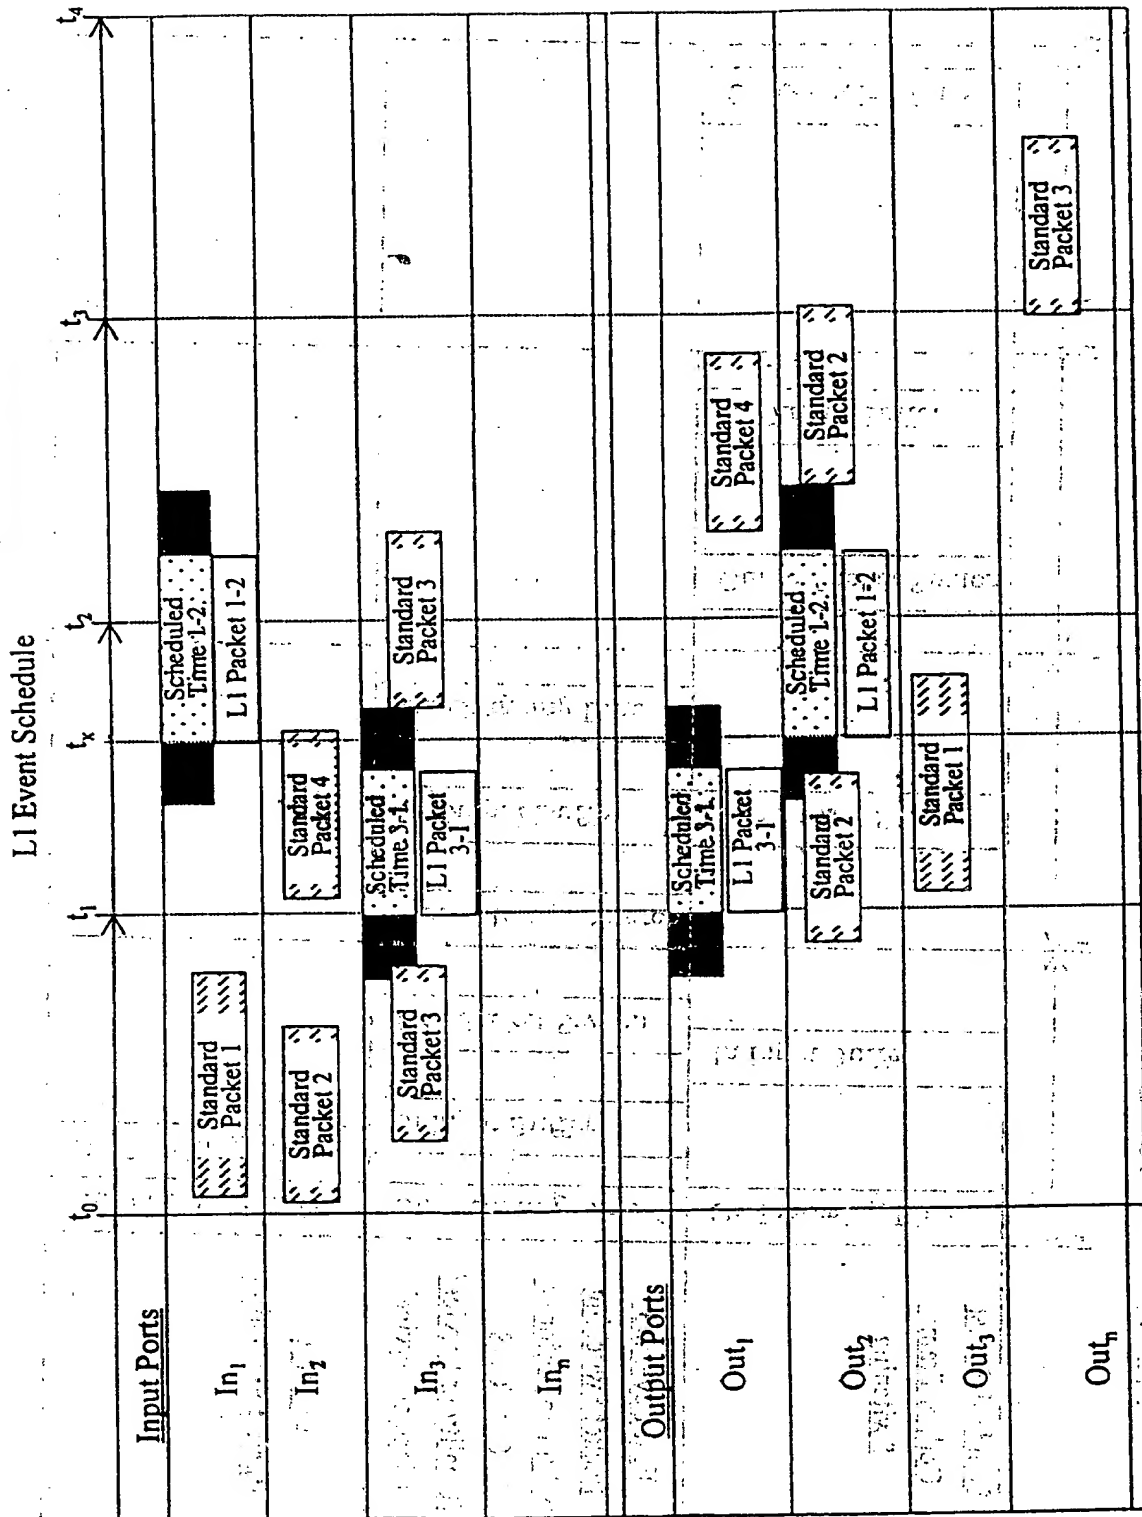 L1 Event Schedule
t0 t1 tx t2 t3 t4
Input Ports
In1
Standard
Packet 1
Scheduled
Time 1-2
L1 Packet 1-2
In2
Standard
Packet 2
Standard
Packet 4
In3
Standard
Packet 3
Scheduled
Time 3-1
L1 Packet
3-1
Standard
Packet 3
Inn
Output Ports
Out1
Scheduled
Time 3-1
L1 Packet
3-1
Standard
Packet 4
Out2
Standard
Packet 2
Scheduled
Time 1-2
L1 Packet 1-2
Standard
Packet 2
Out3
Standard
Packet 1
Outn
Standard
Packet 3